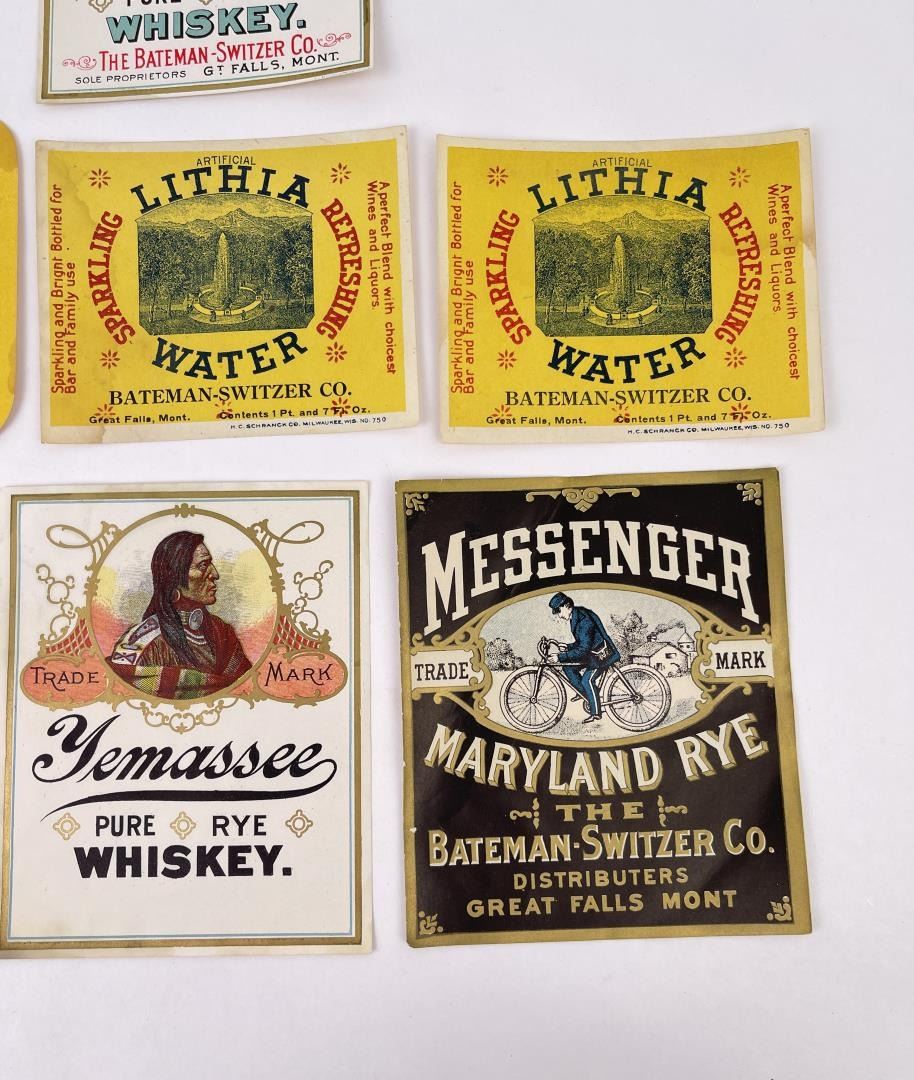 PURE
WHISKEY.
THE BATEMAN-SWITZER CO.
SOLE PROPRIETORS GT FALLS, MONT.
ARTIFICIAL
LITHIA
SPARKLING
REFRESHING
WATER
Sparkling and Bright Bottled for
Bar and Family use
A perfect Blend with choicest
Wines and Liquors.
BATEMAN-SWITZER CO.
Great Falls, Mont. Contents 1 Pt. and 7 Fl. Oz.
H.C. SCHRANCK CO. MILWAUKEE, WIS. NO. 750
ARTIFICIAL
LITHIA
SPARKLING
REFRESHING
WATER
Sparkling and Bright Bottled for
Bar and Family use
A perfect Blend with choicest
Wines and Liquors.
BATEMAN-SWITZER CO.
Great Falls, Mont. Contents 1 Pt. and 7 Fl. Oz.
H.C. SCHRANCK CO. MILWAUKEE, WIS. NO. 750
TRADE MARK
Yemassee
PURE RYE
WHISKEY.
MESSENGER
TRADE MARK
MARYLAND RYE
THE
BATEMAN-SWITZER CO.
DISTRIBUTERS
GREAT FALLS MONT